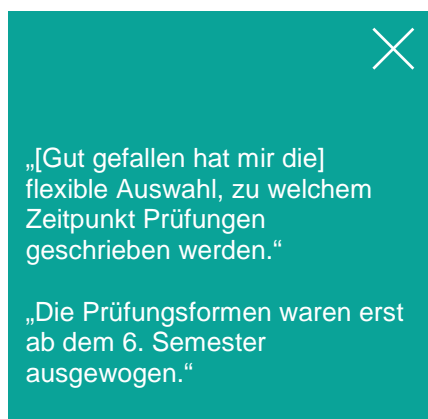 „[Gut gefallen hat mir die]
flexible Auswahl, zu welchem
Zeitpunkt Prüfungen
geschrieben werden.“
„Die Prüfungsformen waren erst
ab dem 6. Semester
ausgewogen.“